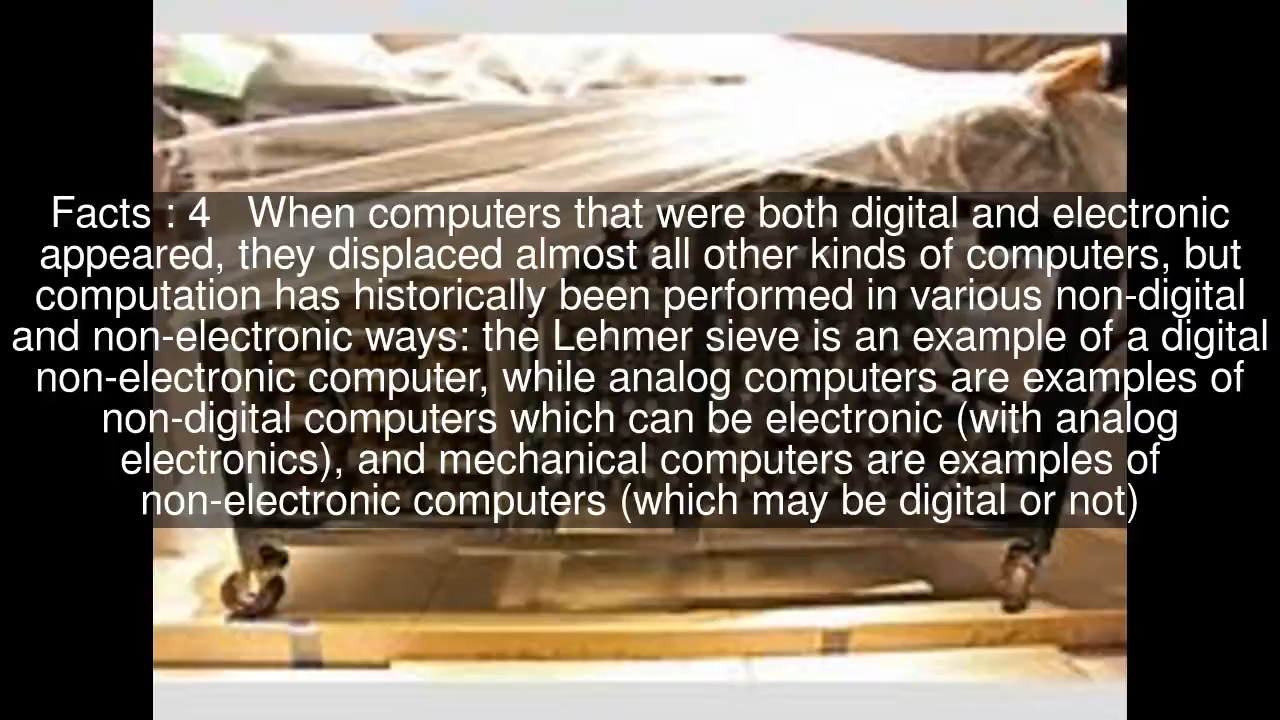 Facts : 4   When computers that were both digital and electronic
appeared, they displaced almost all other kinds of computers, but
computation has historically been performed in various non-digital
and non-electronic ways: the Lehmer sieve is an example of a digital
non-electronic computer, while analog computers are examples of
non-digital computers which can be electronic (with analog
electronics), and mechanical computers are examples of
non-electronic computers (which may be digital or not)